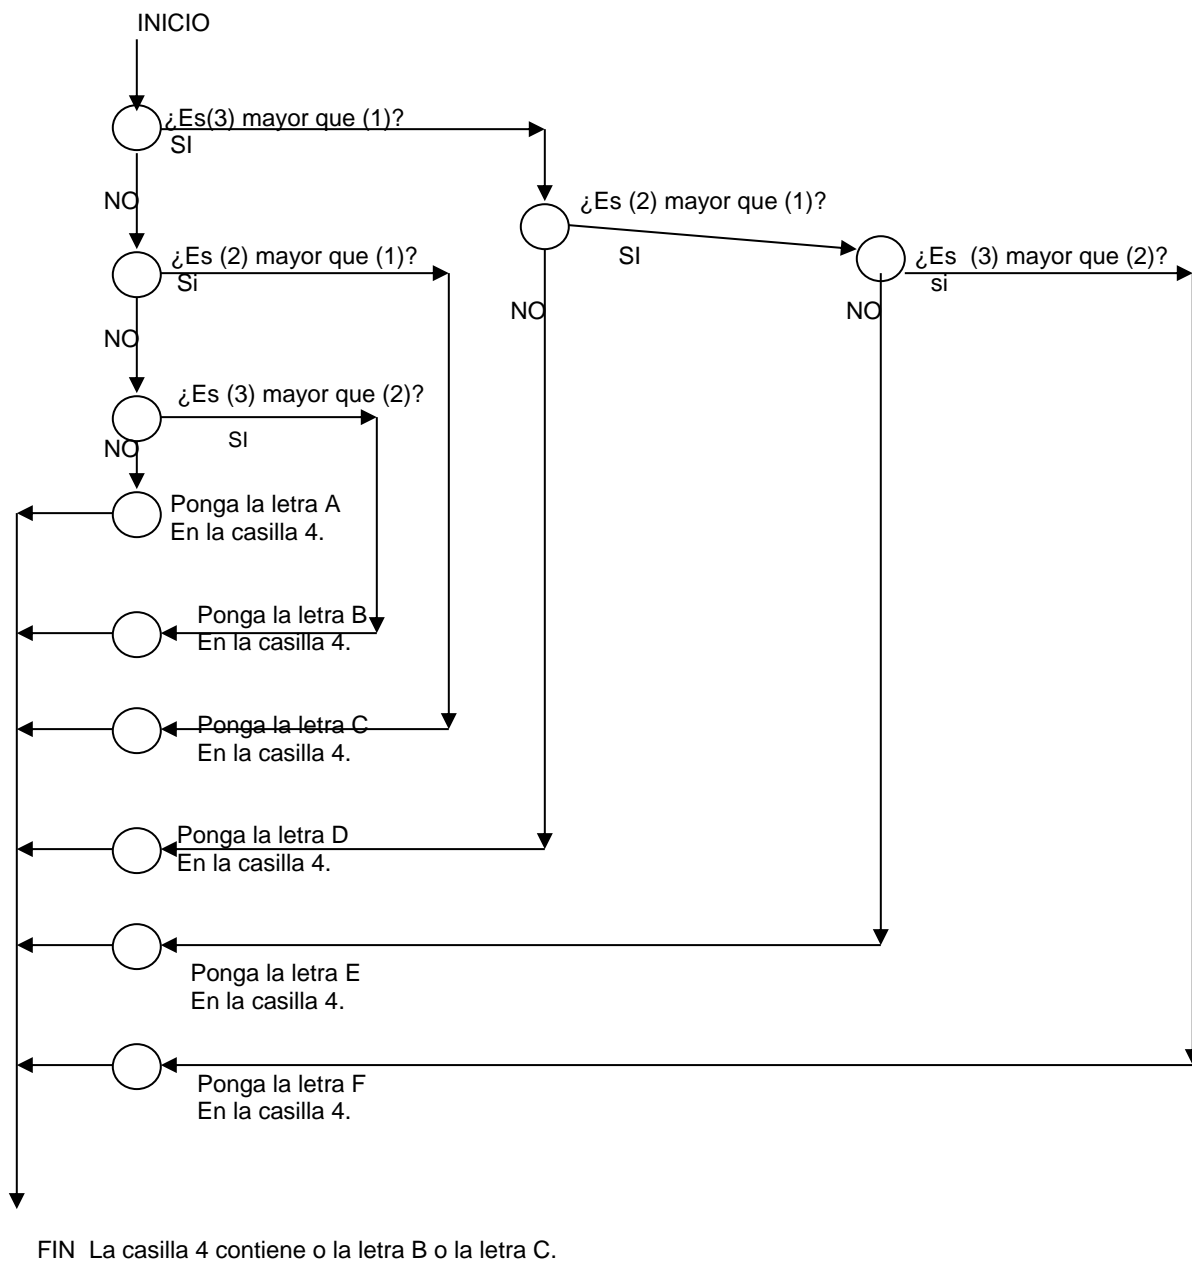 INICIO
¿Es(3) mayor que (1)?
SI
NO
¿Es (2) mayor que (1)?
SI
¿Es (3) mayor que (2)?
si
NO
NO
¿Es (2) mayor que (1)?
Si
NO
¿Es (3) mayor que (2)?
SI
NO
Ponga la letra A
En la casilla 4.
Ponga la letra B
En la casilla 4.
Ponga la letra C
En la casilla 4.
Ponga la letra D
En la casilla 4.
Ponga la letra E
En la casilla 4.
Ponga la letra F
En la casilla 4.
FIN La casilla 4 contiene o la letra B o la letra C.